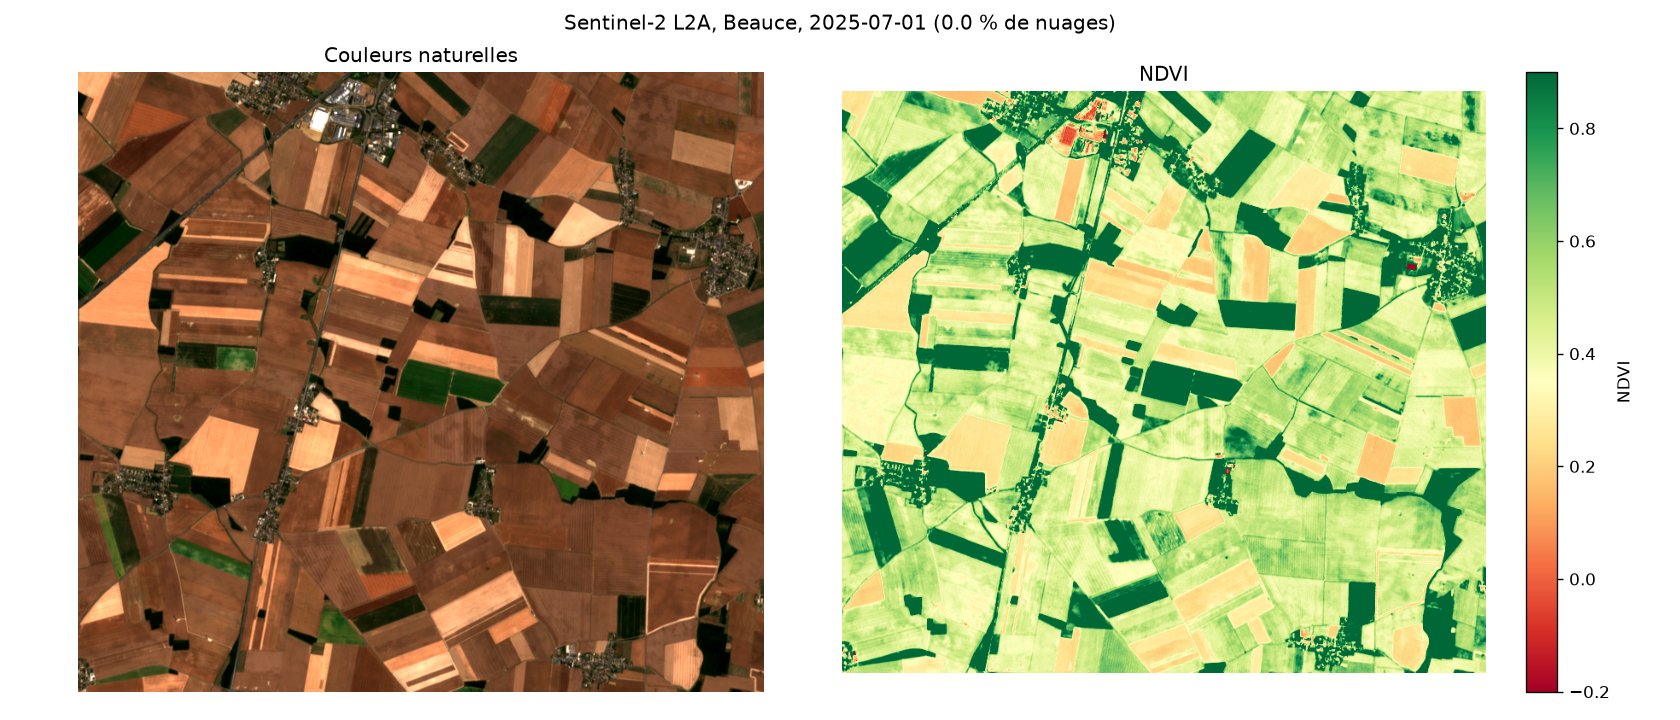 Sentinel-2 L2A, Beauce, 2025-07-01 (0.0 % de nuages)
Couleurs naturelles
NDVI
0.8
0.6
0.4
0.2
0.0
−0.2
NDVI